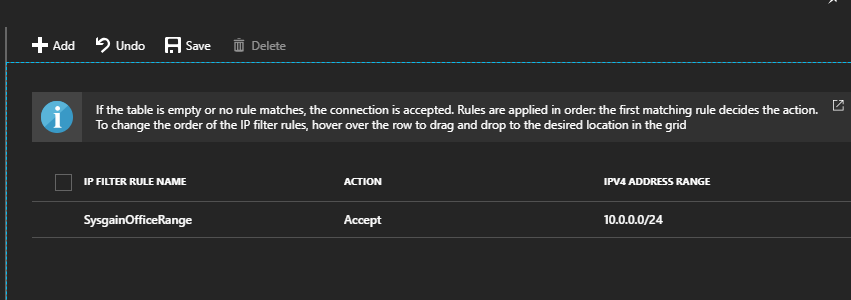 Add Undo Save Delete
If the table is empty or no rule matches, the connection is accepted. Rules are applied in order: the first matching rule decides the action.
To change the order of the IP filter rules, hover over the row to drag and drop to the desired location in the grid
IP FILTER RULE NAME ACTION IPV4 ADDRESS RANGE
SysgainOfficeRange Accept 10.0.0.0/24